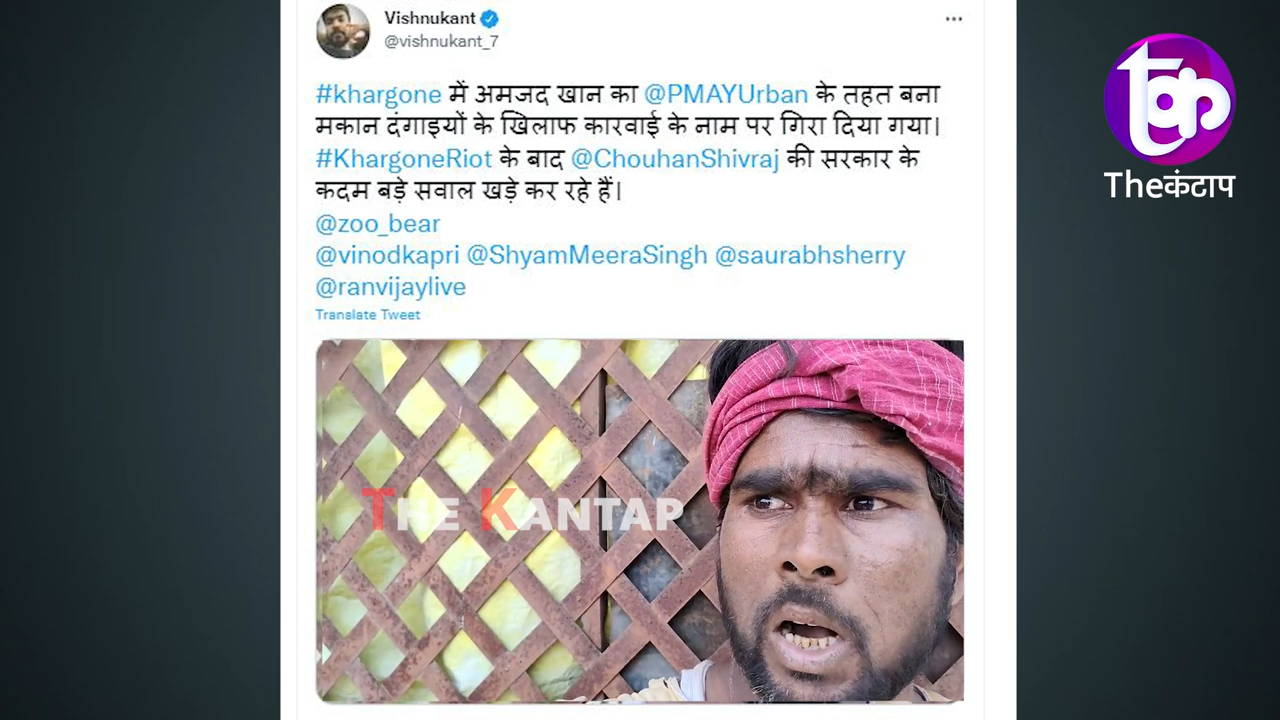 Vishnukant
@vishnukant_7
#khargone में अमजद खान का @PMAYUrban के तहत बना
मकान दंगाइयों के खिलाफ कारवाई के नाम पर गिरा दिया गया।
#KhargoneRiot के बाद @ChouhanShivraj की सरकार के
कदम बड़े सवाल खड़े कर रहे हैं।
@zoo_bear
@vinodkapri @ShyamMeeraSingh @saurabhsherry
@ranvijaylive
Translate Tweet
THE KANTAP
Theकंटाप